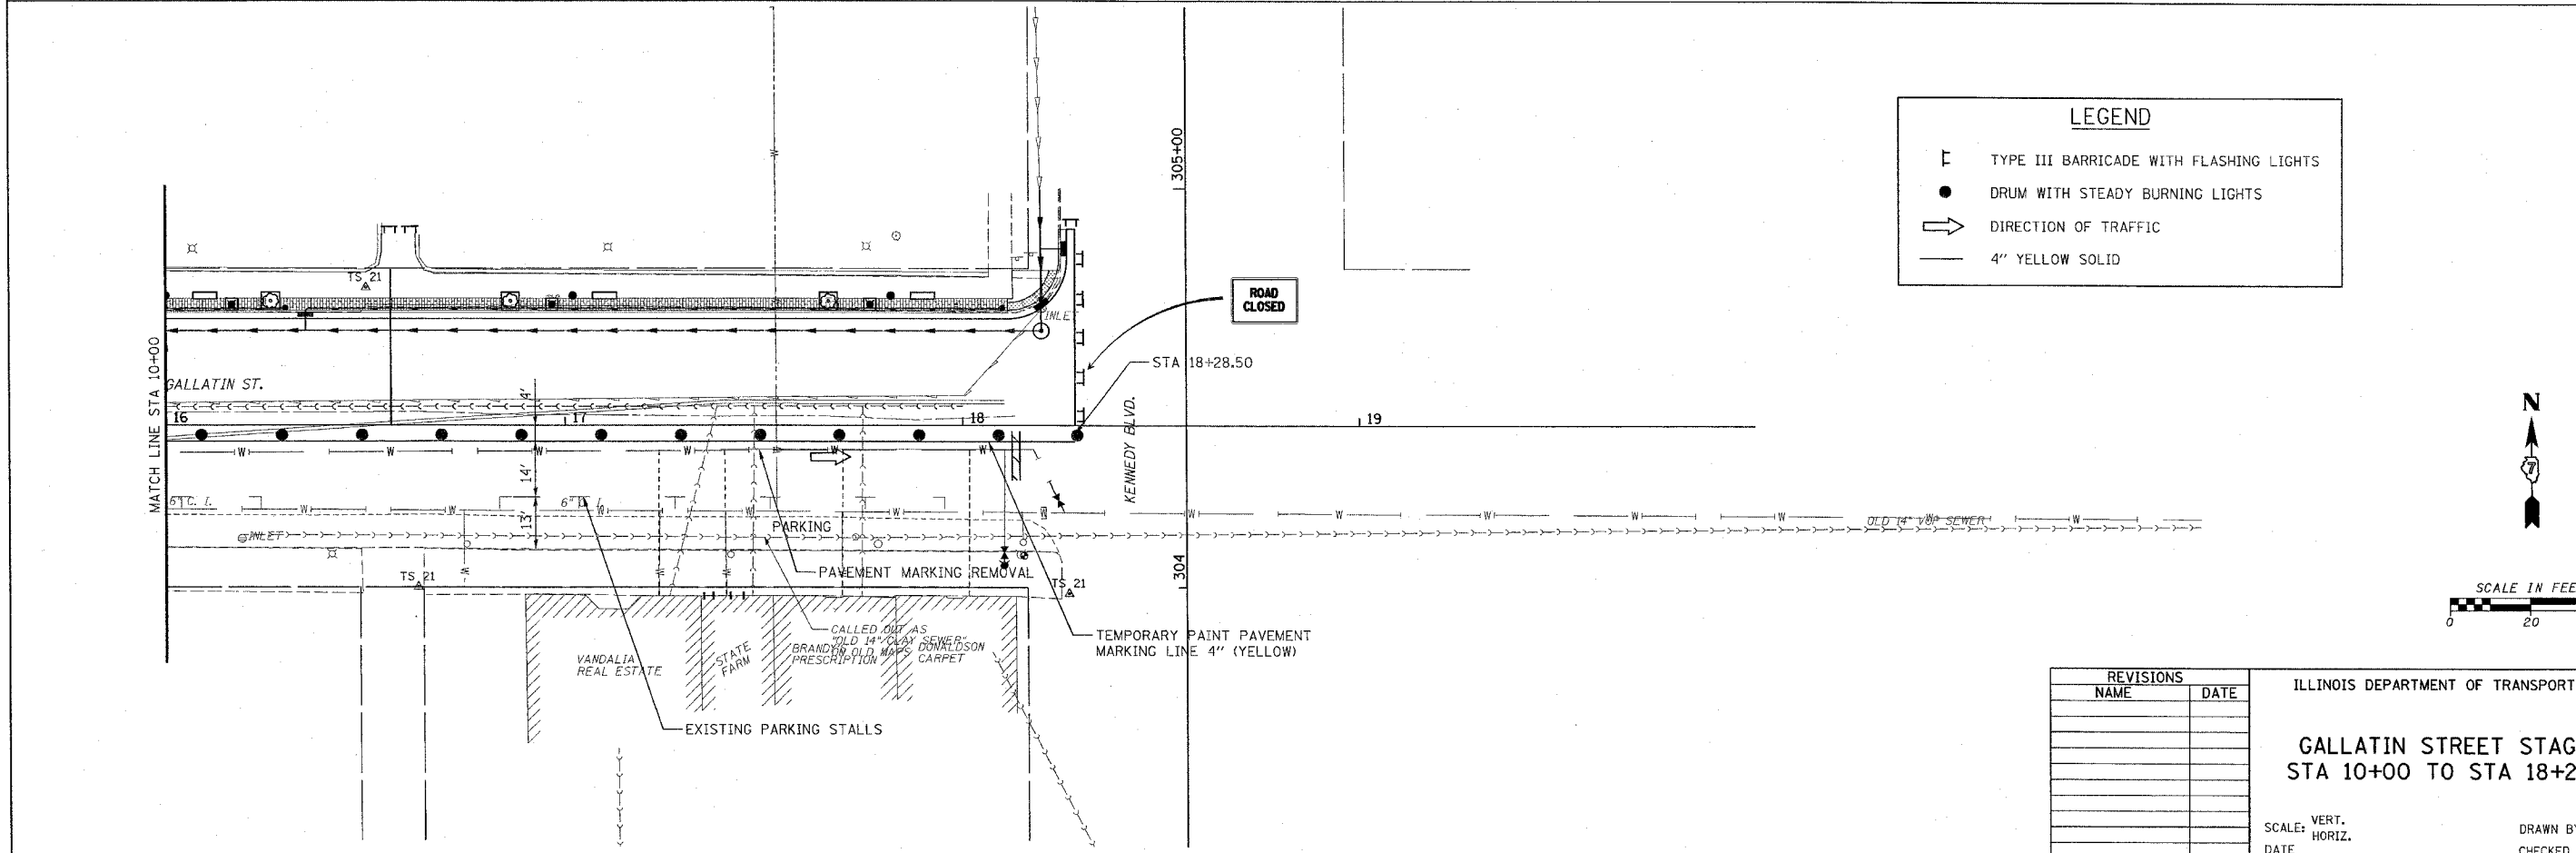 LEGEND
TYPE III BARRICADE WITH FLASHING LIGHTS
DRUM WITH STEADY BURNING LIGHTS
DIRECTION OF TRAFFIC
4" YELLOW SOLID
305+00
TS 21
ROAD
CLOSED
INLET
STA 18+28.50
MATCH LINE STA 10+00
GALLATIN ST.
4'
16
17
18
19
W
W
W
W
W
W
14'
KENNEDY BLVD.
6" C. I.
6" C. I.
W
W
W
W
W
W
W
W
W
W
W
W
W
13'
PARKING
INLET
OLD 14" VCP SEWER
N
7
TS 21
PAVEMENT MARKING REMOVAL
TS 21
304
SCALE IN FEE
0 20
CALLED OUT AS
"OLD 14" CLAY SEWER"
ON OLD MAPS
VANDALIA
REAL ESTATE
STATE
FARM
PRESCRIPTION
DONALDSON
CARPET
TEMPORARY PAINT PAVEMENT
MARKING LINE 4" (YELLOW)
EXISTING PARKING STALLS
REVISIONS
NAME DATE
ILLINOIS DEPARTMENT OF TRANSPORT
GALLATIN STREET STAG
STA 10+00 TO STA 18+2
SCALE: VERT.
HORIZ.
DATE
DRAWN BY
CHECKED